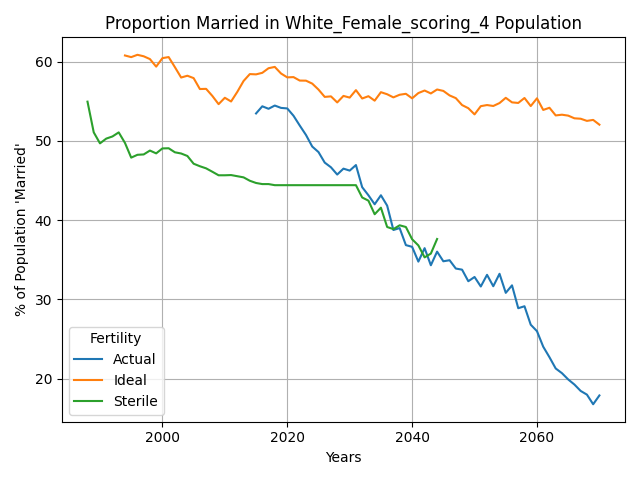 Proportion Married in White_Female_scoring_4 Population
% of Population 'Married'
60
50
40
30
20
Fertility
Actual
Ideal
Sterile
2000
2020
2040
2060
Years